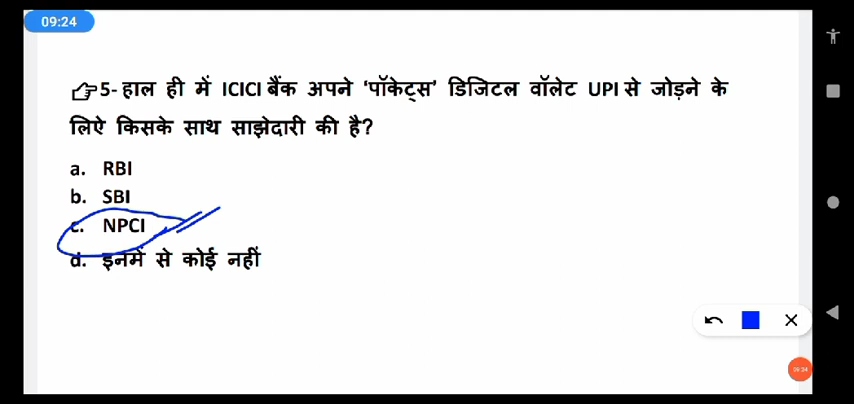 09:24
5- हाल ही में ICICI बैंक अपने ‘पॉकेट्स’ डिजिटल वॉलेट UPI से जोड़ने के
लिऐ किसके साथ साझेदारी की है?
a. RBI
b. SBI
c. NPCI
d. इनमें से कोई नहीं